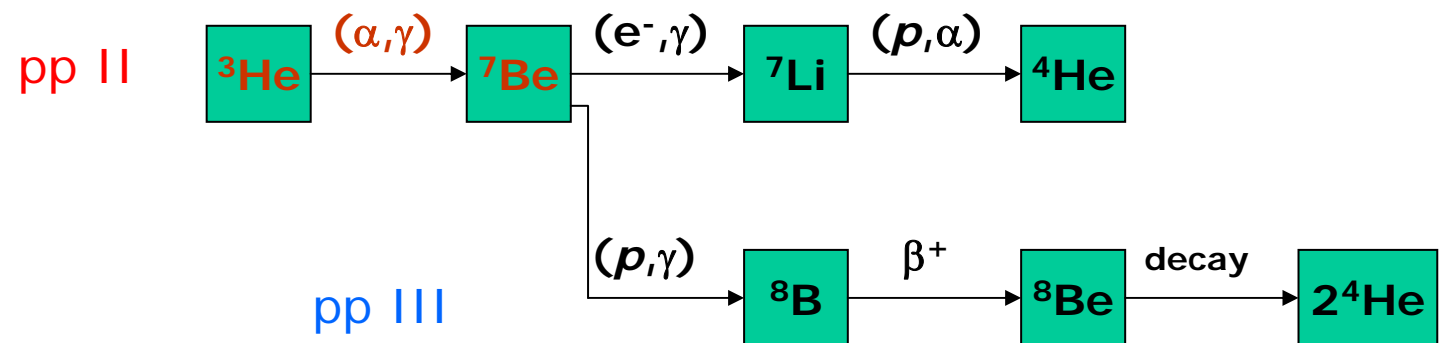 (α,γ) (e⁻,γ) (p,α)
pp II ³He ⁷Be ⁷Li ⁴He
(p,γ) β⁺ decay
pp III ⁸B ⁸Be 2⁴He